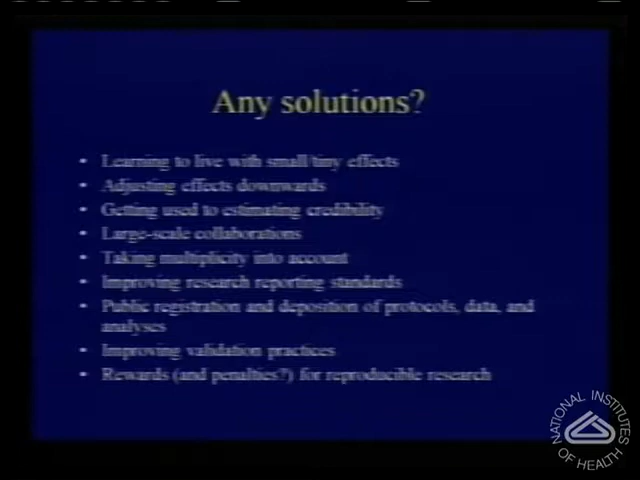 Any solutions?
• Learning to live with small/tiny effects
• Adjusting effects downwards
• Getting used to estimating credibility
• Large-scale collaborations
• Taking multiplicity into account
• Improving research reporting standards
• Public registration and deposition of protocols, data, and
analyses
• Improving validation practices
• Rewards (and penalties?) for reproducible research
NATIONAL INSTITUTES
OF HEALTH